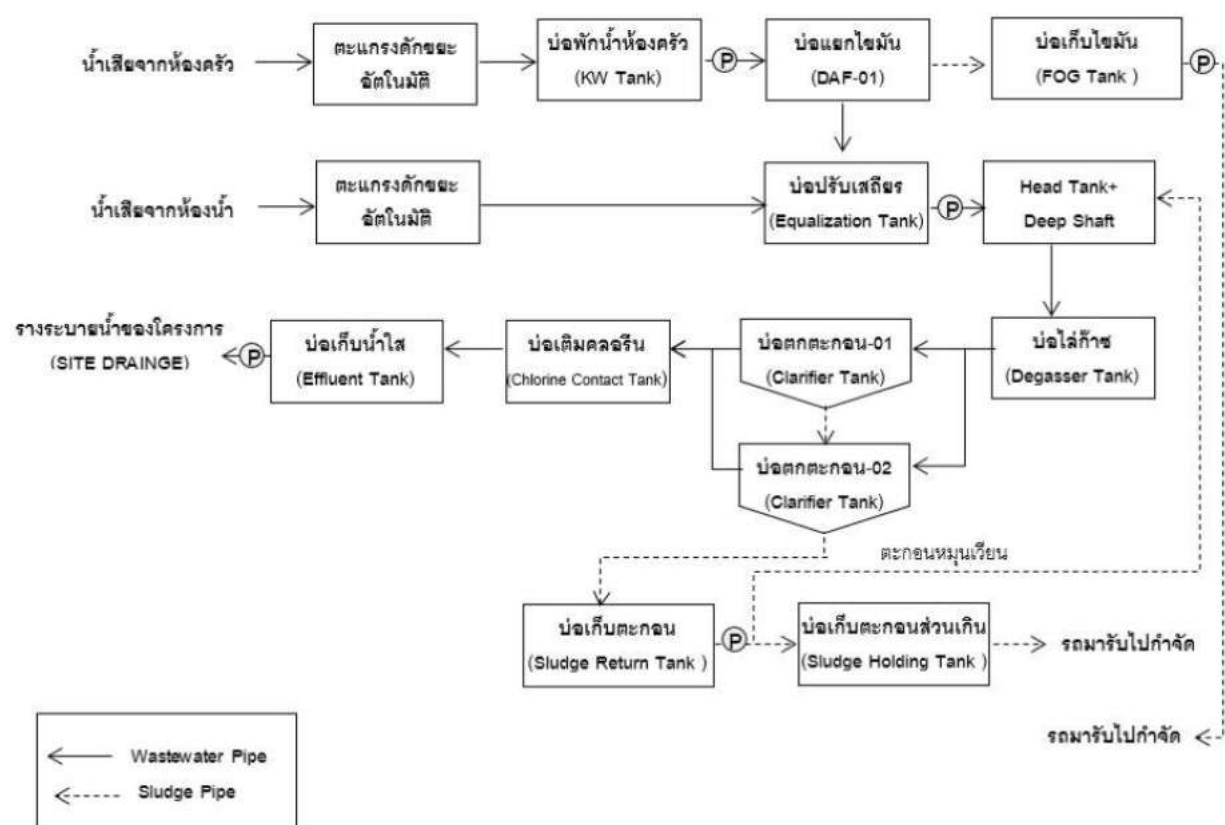 น้ำเสียจากห้องครัว
ตะแกรงดักขยะ
อัตโนมัติ
บ่อพักน้ำห้องครัว
(KW Tank)
P
บ่อแยกไขมัน
(DAF-01)
บ่อเก็บไขมัน
(FOG Tank )
P
น้ำเสียจากห้องน้ำ
ตะแกรงดักขยะ
อัตโนมัติ
บ่อปรับเสถียร
(Equalization Tank)
P
Head Tank+
Deep Shaft
รางระบายน้ำของโครงการ
(SITE DRAINGE)
P
บ่อเก็บน้ำใส
(Effluent Tank)
บ่อเติมคลอรีน
(Chlorine Contact Tank)
บ่อตกตะกอน-01
(Clarifier Tank)
บ่อไล่ก๊าซ
(Degasser Tank)
บ่อตกตะกอน-02
(Clarifier Tank)
ตะกอนหมุนเวียน
บ่อเก็บตะกอน
(Sludge Return Tank )
P
บ่อเก็บตะกอนส่วนเกิน
(Sludge Holding Tank )
รถมารับไปกำจัด
รถมารับไปกำจัด
Wastewater Pipe
Sludge Pipe